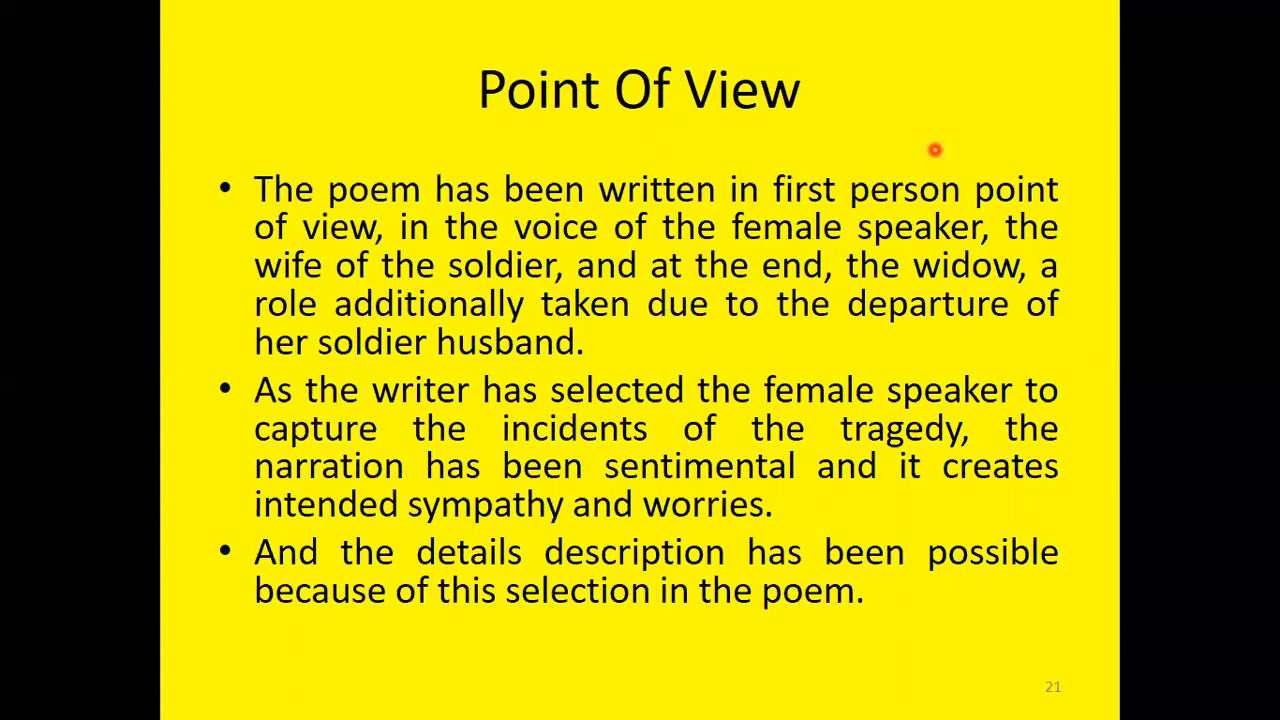 Point Of View
• The poem has been written in first person point
of view, in the voice of the female speaker, the
wife of the soldier, and at the end, the widow, a
role additionally taken due to the departure of
her soldier husband.
• As the writer has selected the female speaker to
capture the incidents of the tragedy, the
narration has been sentimental and it creates
intended sympathy and worries.
• And the details description has been possible
because of this selection in the poem.
21